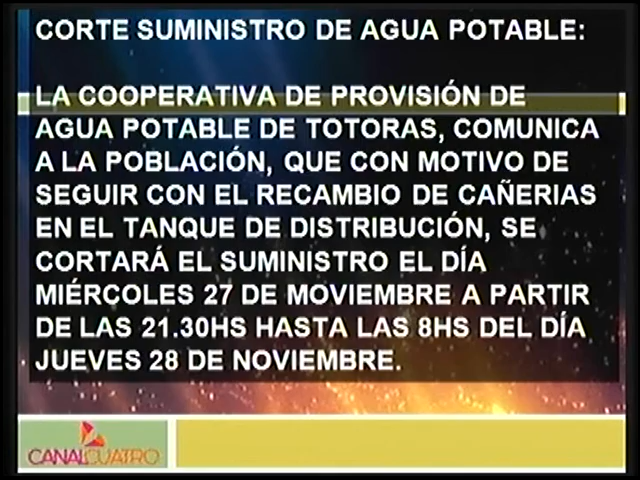 CORTE SUMINISTRO DE AGUA POTABLE:
LA COOPERATIVA DE PROVISIÓN DE
AGUA POTABLE DE TOTORAS, COMUNICA
A LA POBLACIÓN, QUE CON MOTIVO DE
SEGUIR CON EL RECAMBIO DE CAÑERIAS
EN EL TANQUE DE DISTRIBUCIÓN, SE
CORTARÁ EL SUMINISTRO EL DÍA
MIÉRCOLES 27 DE MOVIEMBRE A PARTIR
DE LAS 21.30HS HASTA LAS 8HS DEL DÍA
JUEVES 28 DE NOVIEMBRE.
CANALCUATRO